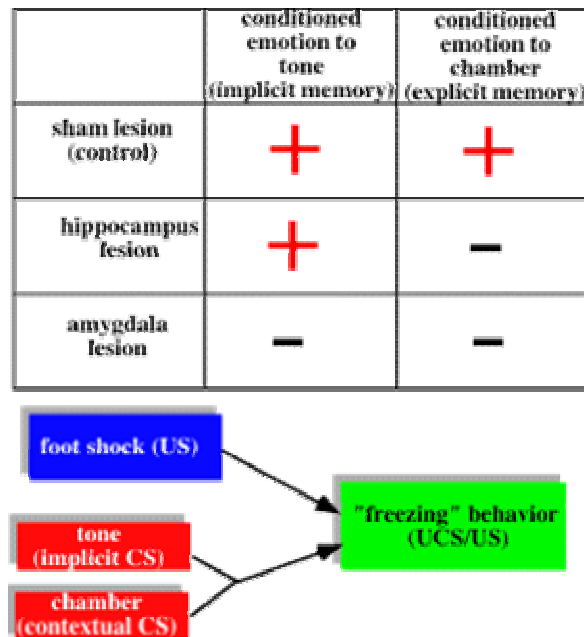 conditioned
emotion to
tone
(implicit memory)
conditioned
emotion to
chamber
(explicit memory)
sham lesion
(control)
+
+
hippocampus
lesion
+
−
amygdala
lesion
−
−
foot shock (US)
tone
(implicit CS)
chamber
(contextual CS)
"freezing" behavior
(UCS/US)